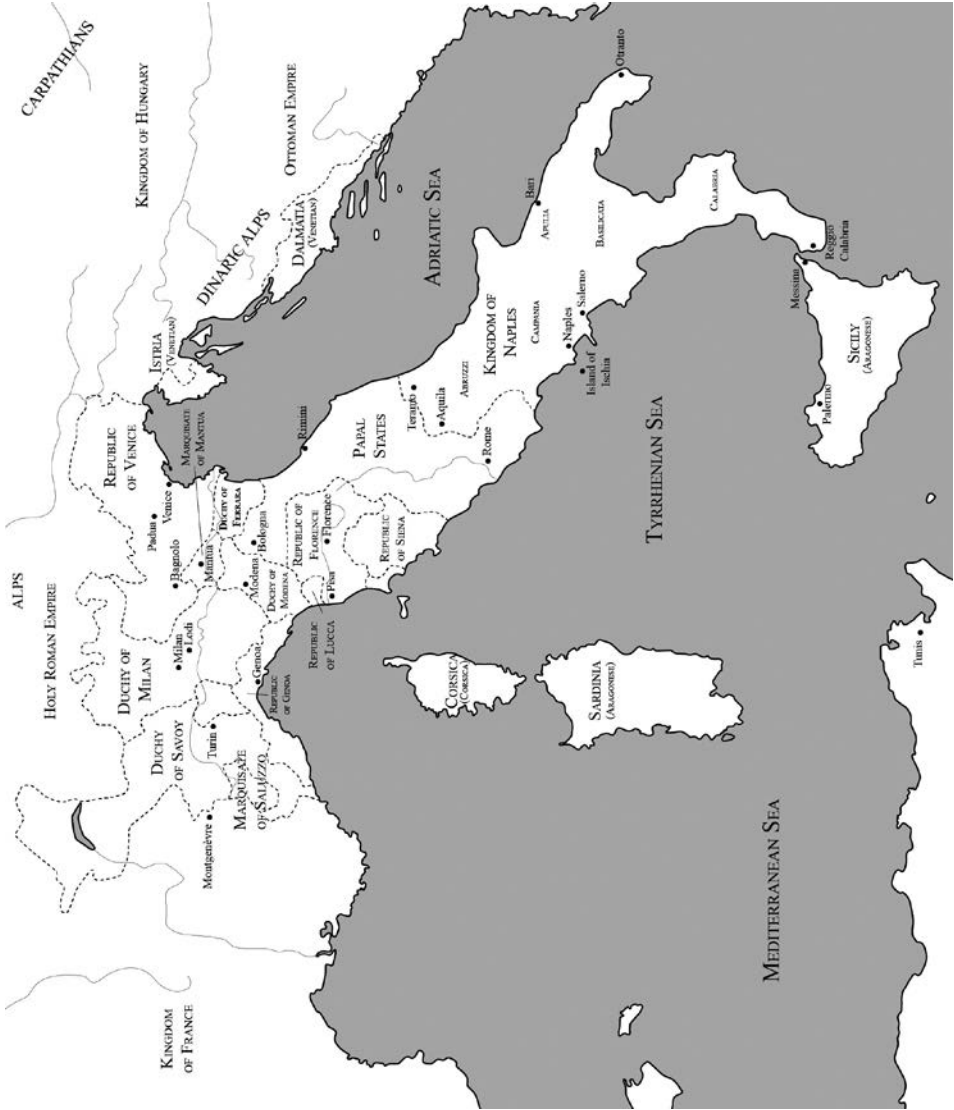 ALPS
CARPATHIANS
HOLY ROMAN EMPIRE
KINGDOM OF HUNGARY
KINGDOM
OF FRANCE
DUCHY OF
MILAN
REPUBLIC
OF VENICE
DUCHY
OF SAVOY
ISTRIA
(VENETIAN)
DINARIC ALPS
OTTOMAN EMPIRE
Padua
Venice
Bagnolo
MARQUISATE
OF MANTUA
Milan
Lodi
Mantua
DUCHY OF
FERRARA
Montgenèvre
Turin
Modena
Bologna
DUCHY OF
MODENA
MARQUISATE
OF SALUZZO
Genoa
REPUBLIC
OF GENOA
DALMATIA
(VENETIAN)
Rimini
REPUBLIC OF
FLORENCE
Florence
Pisa
REPUBLIC
OF LUCCA
PAPAL
STATES
REPUBLIC
OF SIENA
ADRIATIC SEA
Teranto
Aquila
ABRUZZI
CORSICA
(CORSICA)
Rome
KINGDOM OF
NAPLES
CAMPANIA
Bari
APULIA
Otranto
Naples
Salerno
Island of
Ischia
BASILICATA
SARDINIA
(ARAGONESE)
TYRRHENIAN SEA
CALABRIA
Messina
Reggio
Calabria
Palermo
SICILY
(ARAGONESE)
MEDITERRANEAN SEA
Tunis